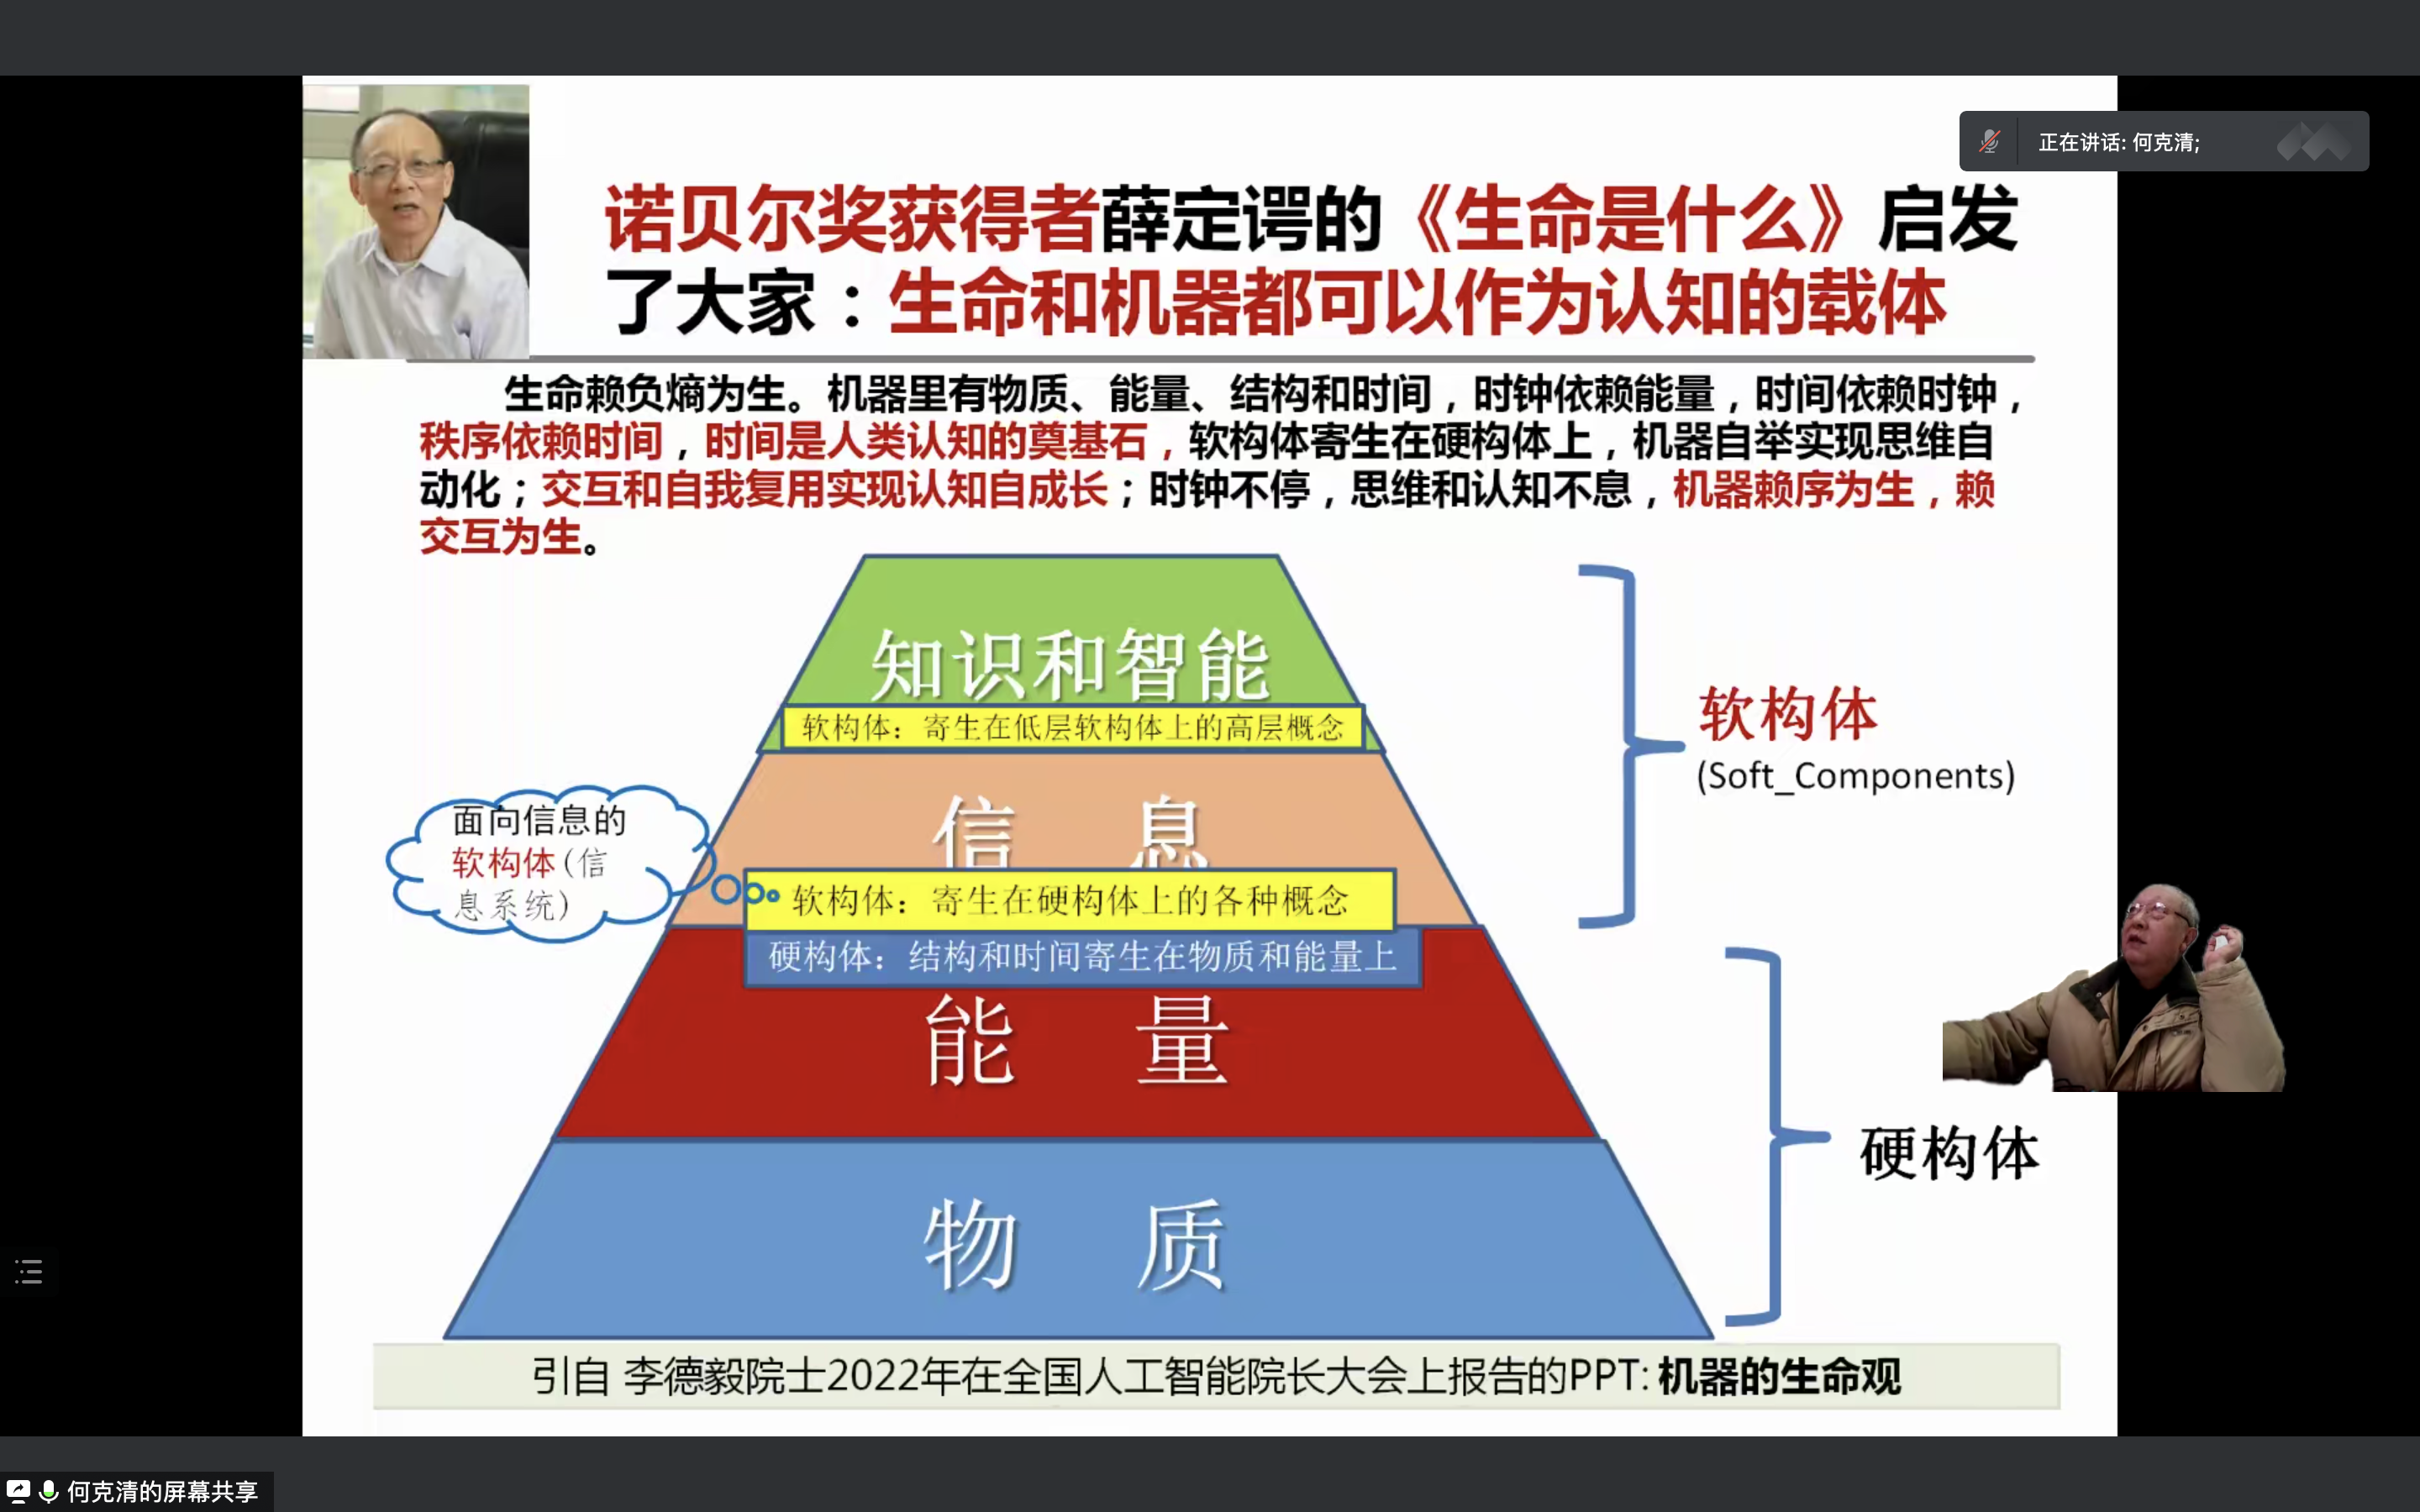 正在讲话: 何克清;
诺贝尔奖获得者薛定谔的《生命是什么》启发
了大家：生命和机器都可以作为认知的载体
生命赖负熵为生。机器里有物质、能量、结构和时间，时钟依赖能量，时间依赖时钟，
秩序依赖时间，时间是人类认知的奠基石，软构体寄生在硬构体上，机器自举实现思维自
动化；交互和自我复用实现认知自成长；时钟不停，思维和认知不息，机器赖序为生，赖
交互为生。
知识和智能
软构体：寄生在低层软构体上的高层概念
软构体
(Soft_Components)
信 息
面向信息的
软构体(信
息系统)
软构体：寄生在硬构体上的各种概念
硬构体：结构和时间寄生在物质和能量上
能 量
硬构体
物 质
引自 李德毅院士2022年在全国人工智能院长大会上报告的PPT: 机器的生命观
何克清的屏幕共享